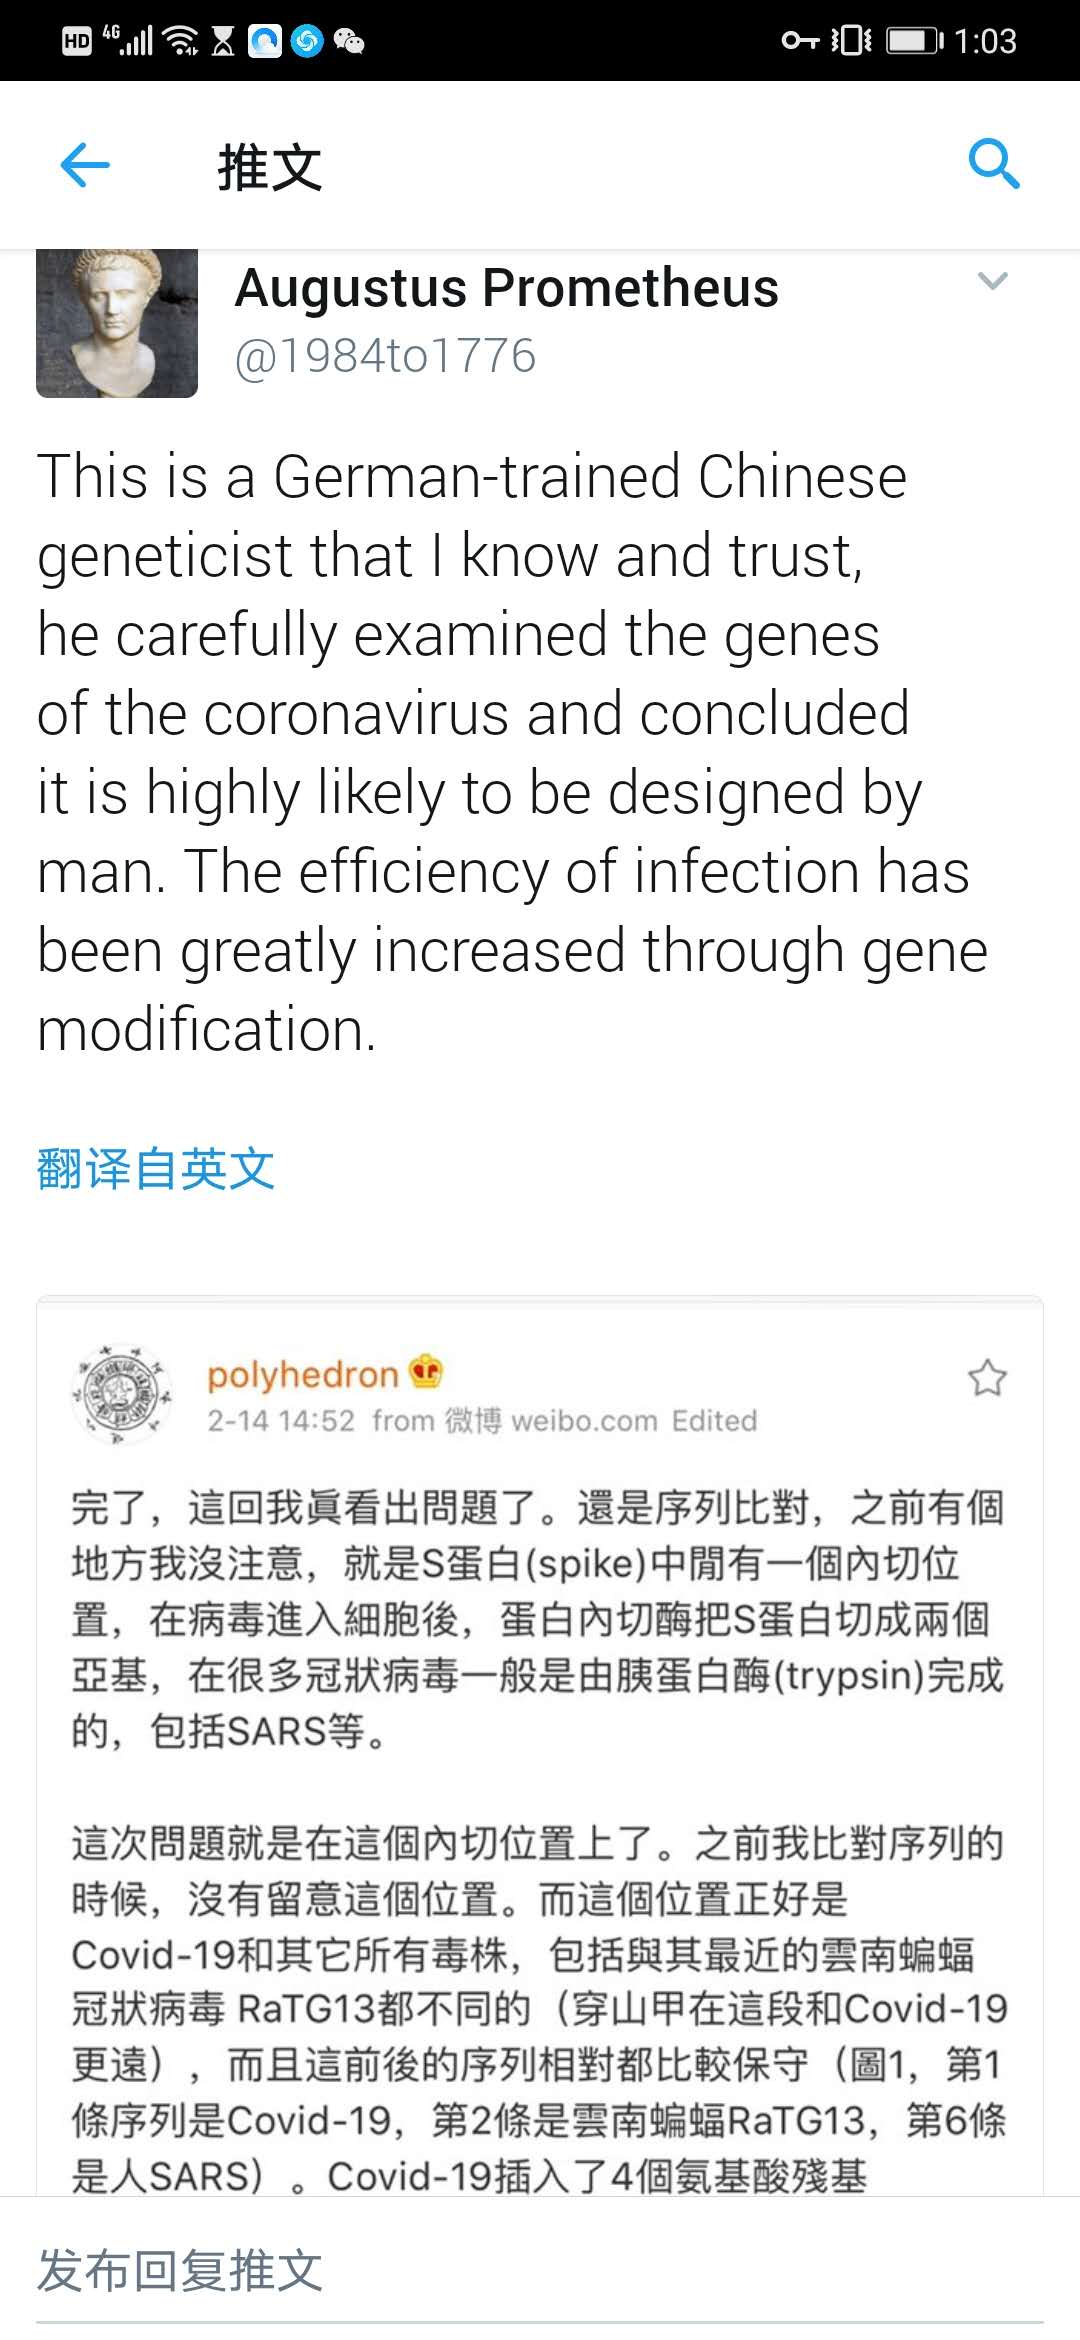 HD 4G 1:03
推文
Augustus Prometheus
@1984to1776
This is a German-trained Chinese
geneticist that I know and trust,
he carefully examined the genes
of the coronavirus and concluded
it is highly likely to be designed by
man. The efficiency of infection has
been greatly increased through gene
modification.
翻译自英文
polyhedron
2-14 14:52 from 微博 weibo.com Edited
完了，這回我眞看出問題了。還是序列比對，之前有個
地方我沒注意，就是S蛋白(spike)中閒有一個內切位
置，在病毒進入細胞後，蛋白內切酶把S蛋白切成兩個
亞基，在很多冠狀病毒一般是由胰蛋白酶(trypsin)完成
的，包括SARS等。
這次問題就是在這個內切位置上了。之前我比對序列的
時候，沒有留意這個位置。而這個位置正好是
Covid-19和其它所有毒株，包括與其最近的雲南蝙蝠
冠狀病毒 RaTG13都不同的（穿山甲在這段和Covid-19
更遠），而且這前後的序列相對都比較保守（圖1，第1
條序列是Covid-19，第2條是雲南蝙蝠RaTG13，第6條
是人SARS）。Covid-19插入了4個氨基酸殘基
发布回复推文